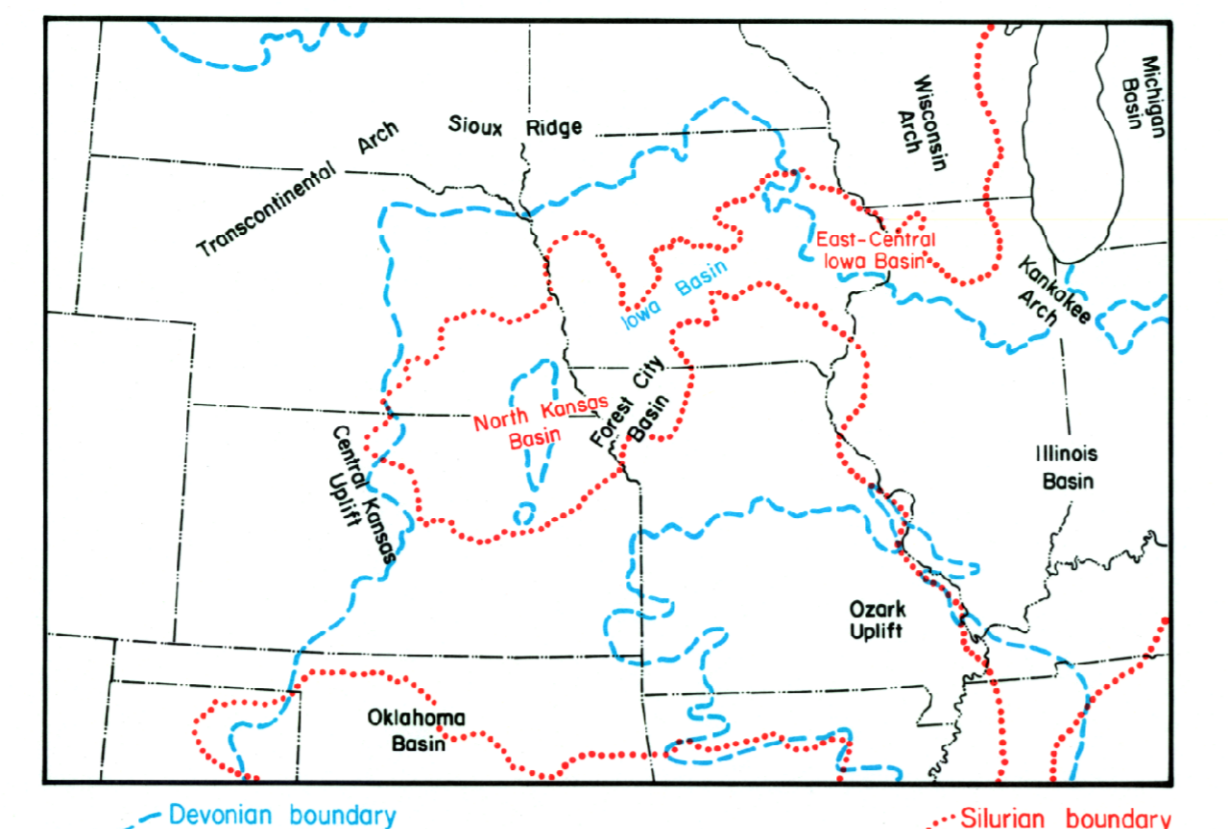 Michigan
Basin
Wisconsin
Arch
Sioux Ridge
Transcontinental Arch
East-Central
Iowa Basin
Iowa Basin
Kankakee
Arch
Forest City
Basin
North Kansas
Basin
Central Kansas
Uplift
Illinois
Basin
Ozark
Uplift
Oklahoma
Basin
Devonian boundary
Silurian boundary